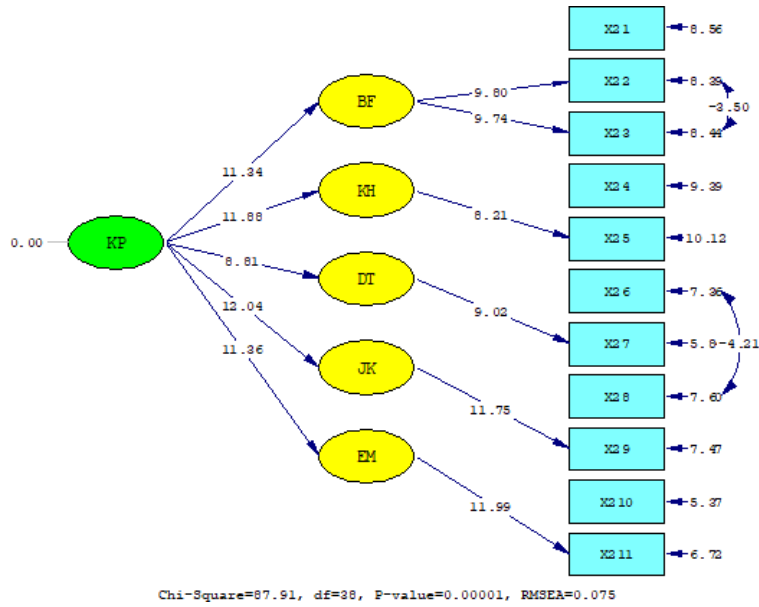 X21 8.56
X22 8.39
-3.50
BF 9.80
9.74 X23 8.44
11.34
X24 9.39
KH
11.88 8.21
X25 10.12
0.00 KP
8.81
DT X26 7.36
12.04 9.02
X27 5.8 -4.21
11.36
JK
X28 7.60
11.75
X29 7.47
EM
X210 5.37
11.99
X211 6.72
Chi-Square=87.91, df=38, P-value=0.00001, RMSEA=0.075